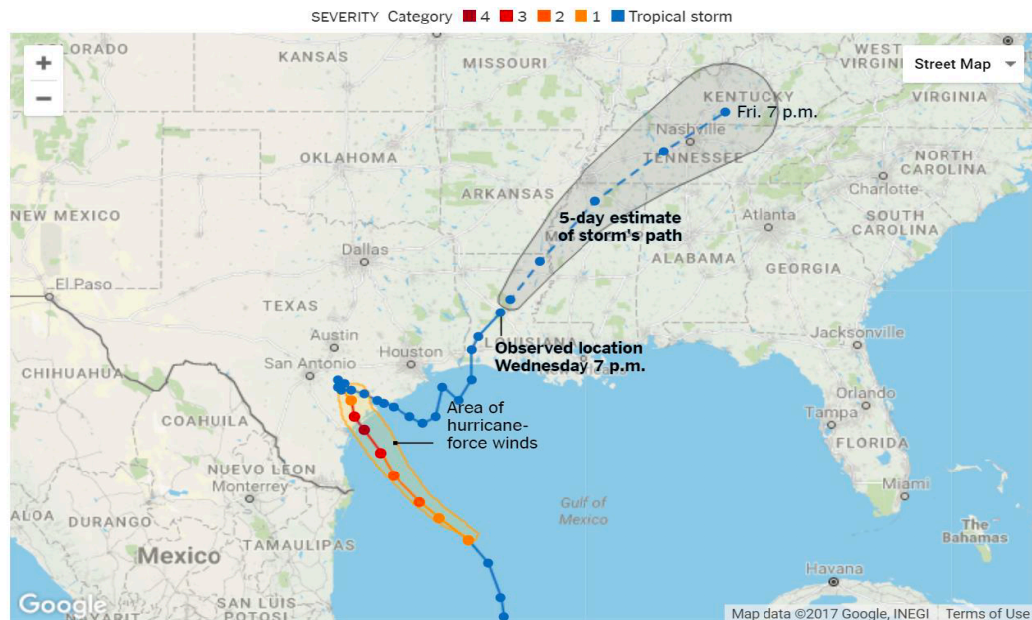 SEVERITY Category 4 3 2 1 Tropical storm
+
−
Street Map
COLORADO
KANSAS
MISSOURI
WEST
VIRGINIA
KENTUCKY
VIRGINIA
Fri. 7 p.m.
Nashville
TENNESSEE
OKLAHOMA
ARKANSAS
NORTH
CAROLINA
Charlotte
NEW MEXICO
5-day estimate
of storm's path
Atlanta
SOUTH
CAROLINA
Dallas
ALABAMA
GEORGIA
El Paso
TEXAS
Austin
Jacksonville
LOUISIANA
Observed location
Wednesday 7 p.m.
San Antonio
Houston
CHIHUAHUA
Orlando
Tampa
Area of
hurricane-
force winds
COAHUILA
FLORIDA
NUEVO LEON
Monterrey
Miami
Gulf of
Mexico
DURANGO
TAMAULIPAS
The
Bahamas
Mexico
Havana
SAN LUIS
POTOSI
Google
Map data ©2017 Google, INEGI Terms of Use